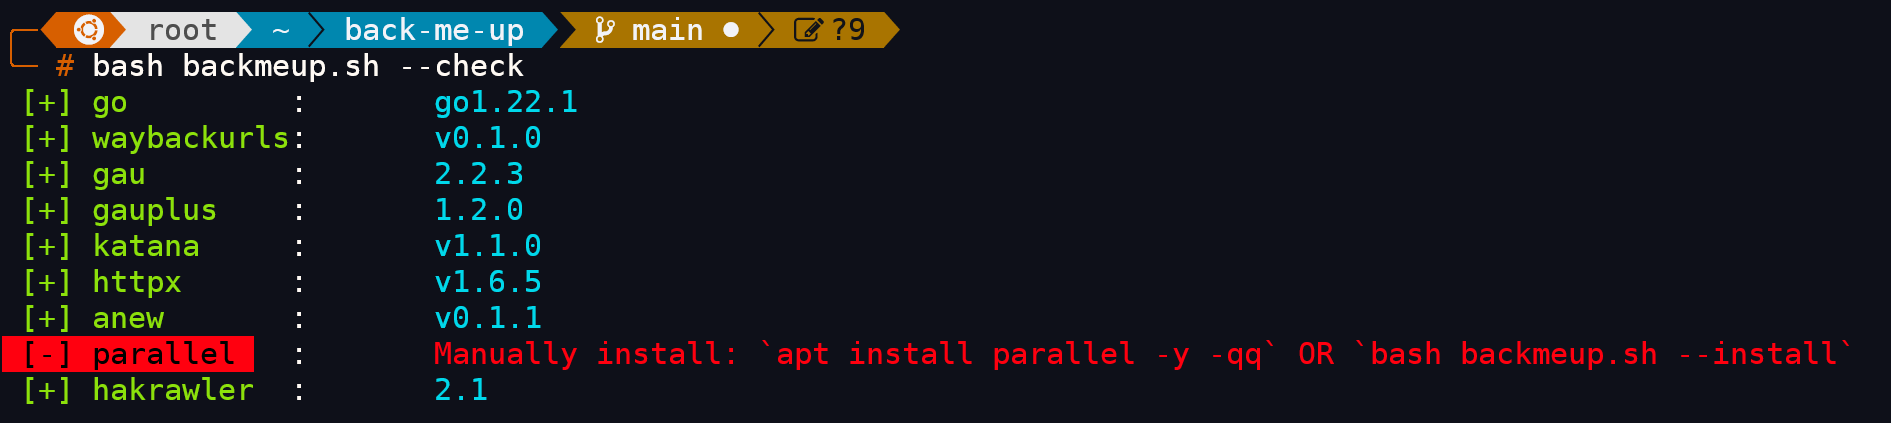 root ~ back-me-up main ?9
# bash backmeup.sh --check
[+] go : go1.22.1
[+] waybackurls: v0.1.0
[+] gau : 2.2.3
[+] gauplus : 1.2.0
[+] katana : v1.1.0
[+] httpx : v1.6.5
[+] anew : v0.1.1
[-] parallel : Manually install: `apt install parallel -y -qq` OR `bash backmeup.sh --install`
[+] hakrawler : 2.1